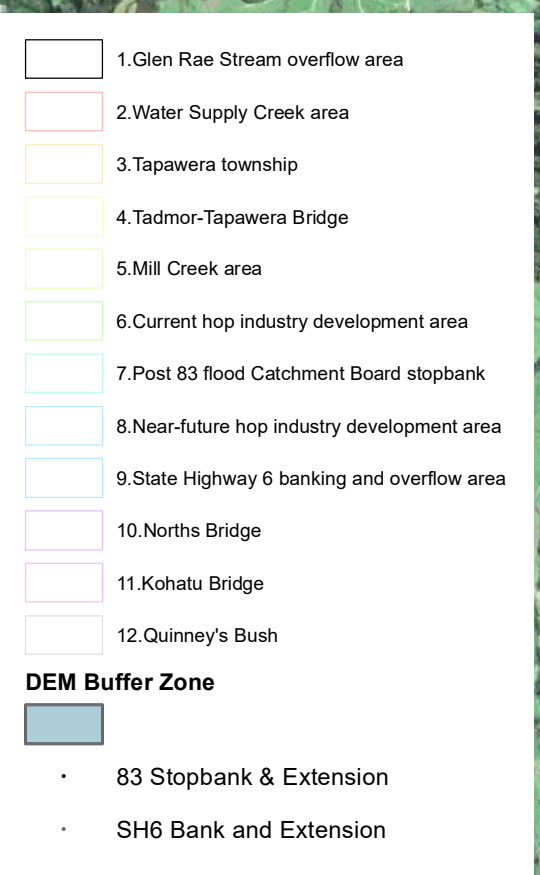 1.Glen Rae Stream overflow area
2.Water Supply Creek area
3.Tapawera township
4.Tadmor-Tapawera Bridge
5.Mill Creek area
6.Current hop industry development area
7.Post 83 flood Catchment Board stopbank
8.Near-future hop industry development area
9.State Highway 6 banking and overflow area
10.Norths Bridge
11.Kohatu Bridge
12.Quinney's Bush
DEM Buffer Zone
83 Stopbank & Extension
SH6 Bank and Extension